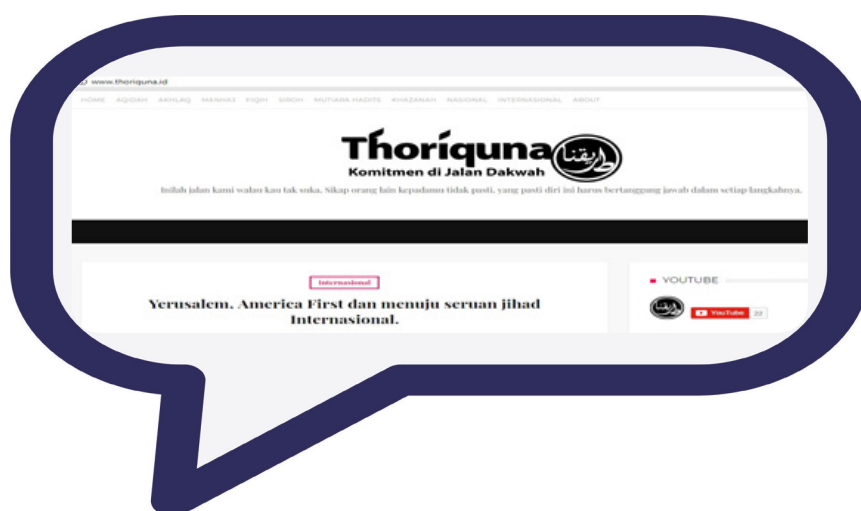 www.thoriquna.id
HOME AQIDAH AKHLAQ MANHAJ FIQIH SIROH MUTIARA HADITS KHAZANAH NASIONAL INTERNASIONAL ABOUT
Thoriquna
طريقنا
Komitmen di Jalan Dakwah
Inilah jalan kami walau kau tak suka, Sikap orang lain kepadamu tidak pasti, yang pasti diri ini harus bertanggung jawab dalam setiap langkahnya.
Internasional
Yerusalem, America First dan menuju seruan jihad
Internasional.
YOUTUBE
YouTube 22